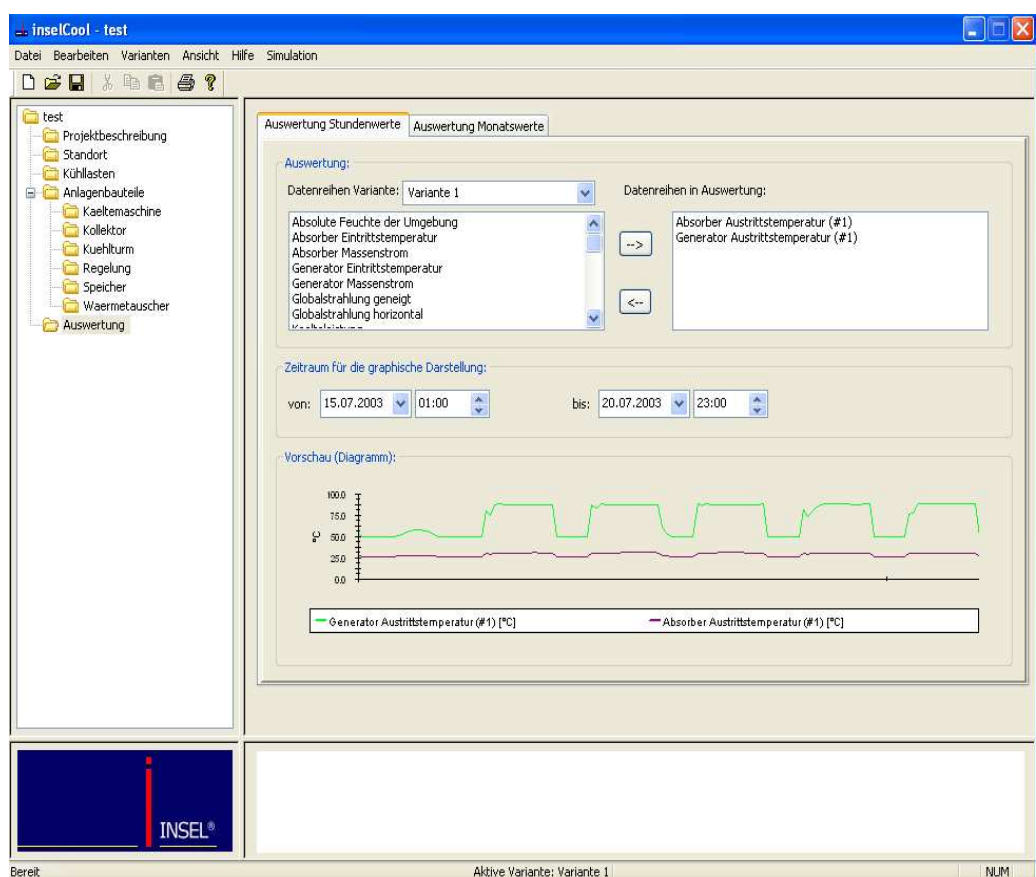 inselCool - test
Datei Bearbeiten Varianten Ansicht Hilfe Simulation
test
Projektbeschreibung
Standort
Kühllasten
Anlagenbauteile
Kaeltemaschine
Kollektor
Kuehlturm
Regelung
Speicher
Waermetauscher
Auswertung
Auswertung Stundenwerte Auswertung Monatswerte
Auswertung:
Datenreihen Variante: Variante 1 Datenreihen in Auswertung:
Absolute Feuchte der Umgebung
Absorber Eintrittstemperatur
Absorber Massenstrom
Generator Eintrittstemperatur
Generator Massenstrom
Globalstrahlung geneigt
Globalstrahlung horizontal
-->
<--
Absorber Austrittstemperatur (#1)
Generator Austrittstemperatur (#1)
Zeitraum für die graphische Darstellung:
von: 15.07.2003 01:00 bis: 20.07.2003 23:00
Vorschau (Diagramm):
100.0
75.0
50.0
25.0
0.0
°C
Generator Austrittstemperatur (#1) [°C] Absorber Austrittstemperatur (#1) [°C]
i
INSEL®
Bereit Aktive Variante: Variante 1 NUM